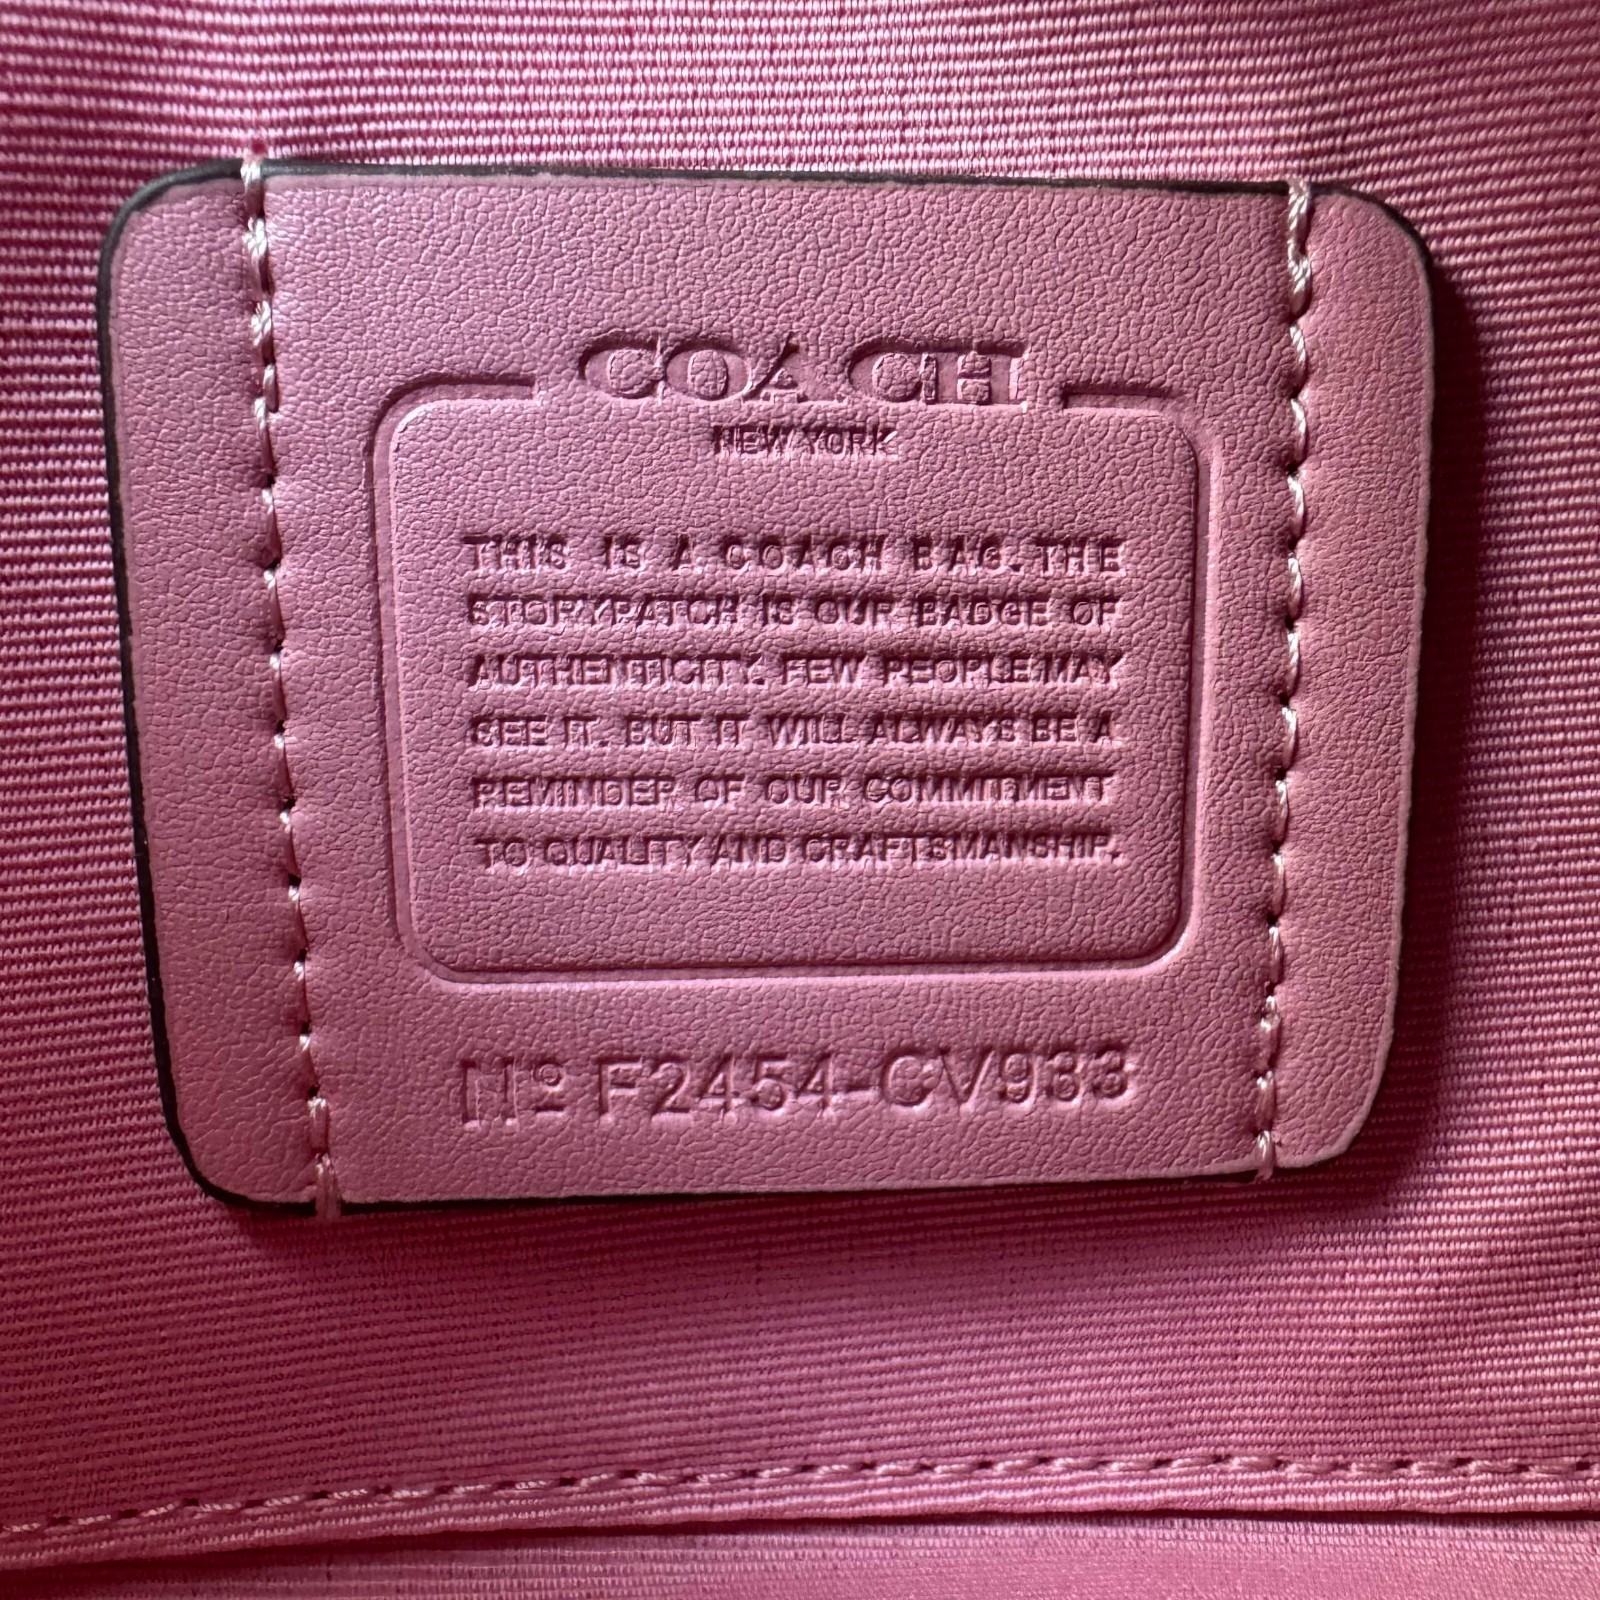 COACH
NEW YORK
THIS IS A COACH BAG. THE
STORYPATCH IS OUR BADGE OF
AUTHENTICITY. FEW PEOPLE MAY
SEE IT. BUT IT WILL ALWAYS BE A
REMINDER OF OUR COMMITMENT
TO QUALITY AND CRAFTSMANSHIP.
Nº F2454-CV933